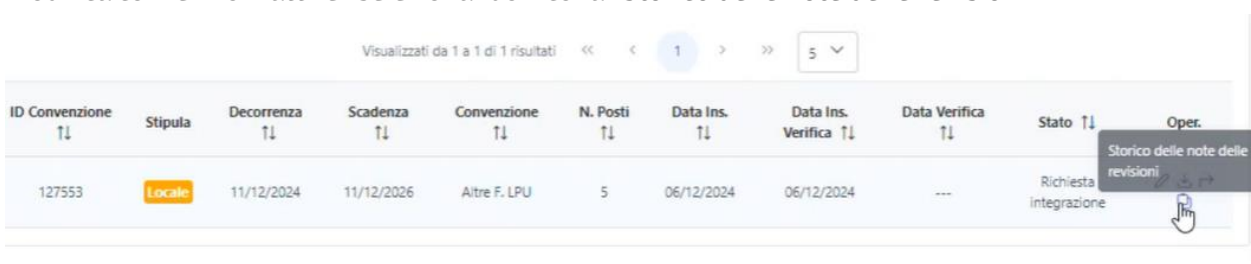 Visualizzati da 1 a 1 di 1 risultati << < 1 > >> 5
ID Convenzione Stipula Decorrenza Scadenza Convenzione N. Posti Data Ins. Data Ins. Verifica Data Verifica Stato Oper.
Storico delle note delle
revisioni
127553 Locale 11/12/2024 11/12/2026 Altre F. LPU 5 06/12/2024 06/12/2024 --- Richiesta
integrazione